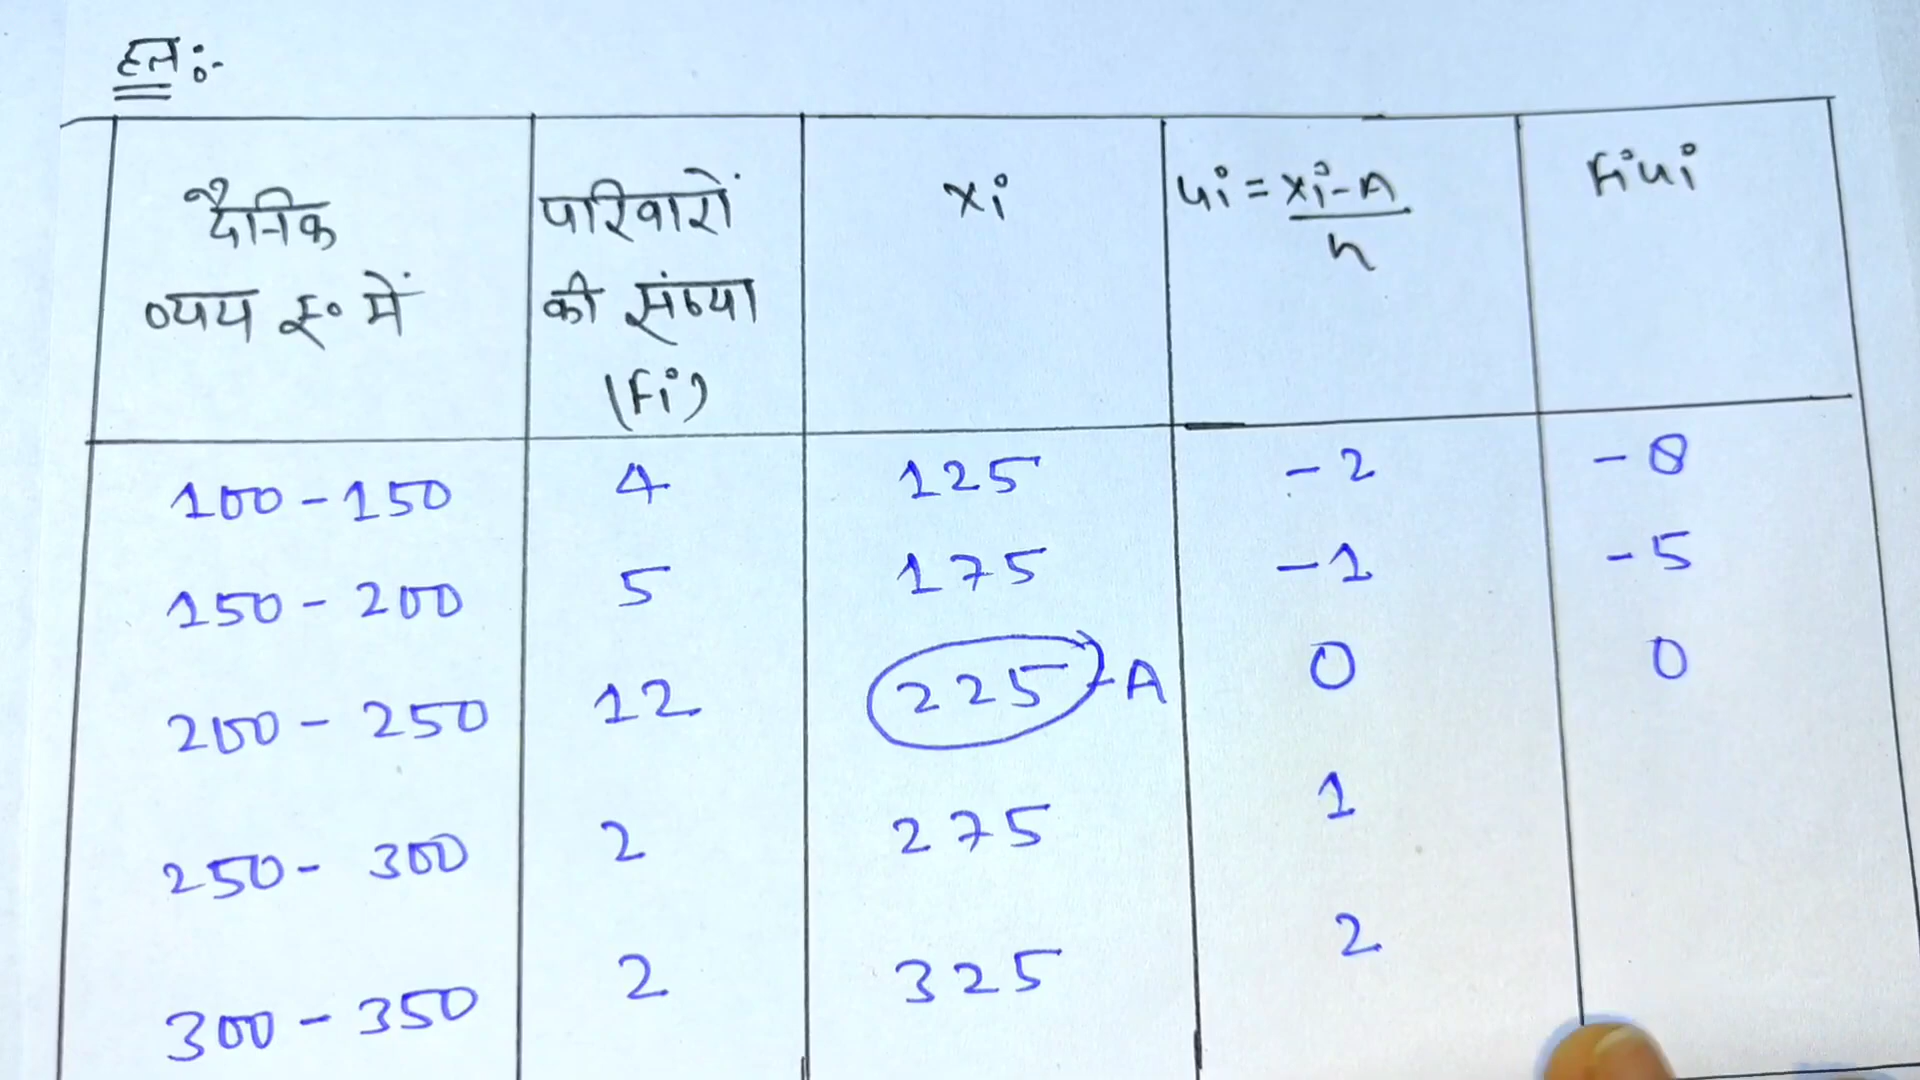 हल :-
दैनिक व्यय रु० में | परिवारों की संख्या (Fi) | xi | ui = xi - A / h | Fiui
100 - 150 | 4 | 125 | - 2 | - 8
150 - 200 | 5 | 175 | - 1 | - 5
200 - 250 | 12 | 225 - A | 0 | 0
250 - 300 | 2 | 275 | 1
300 - 350 | 2 | 325 | 2